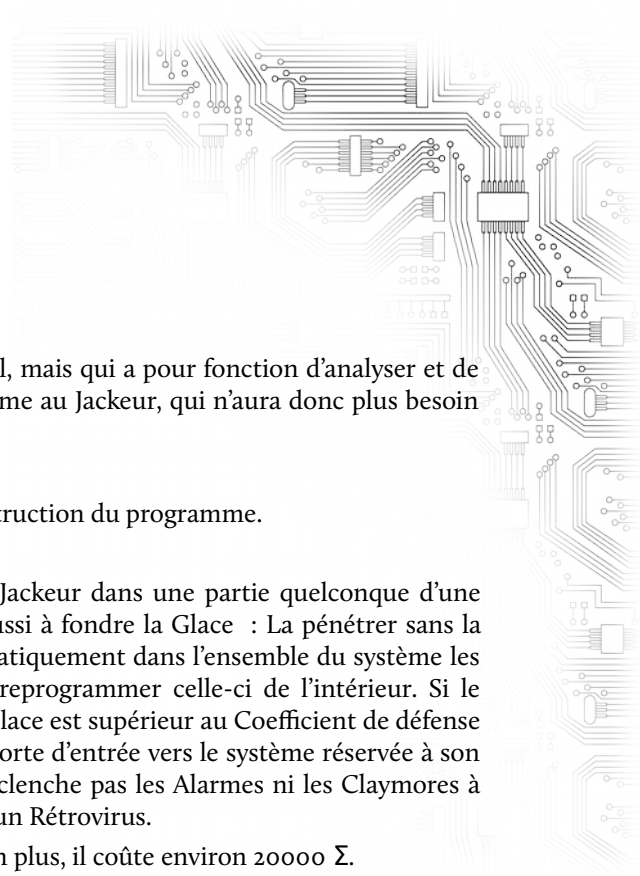 l, mais qui a pour fonction d'analyser et de
me au Jackeur, qui n'aura donc plus besoin
truction du programme.
Jackeur dans une partie quelconque d'une
ussi à fondre la Glace : La pénétrer sans la
atiquement dans l'ensemble du système les
reprogrammer celle-ci de l'intérieur. Si le
lace est supérieur au Coefficient de défense
orte d'entrée vers le système réservée à son
clenche pas les Alarmes ni les Claymores à
un Rétrovirus.
n plus, il coûte environ 20000 Σ.